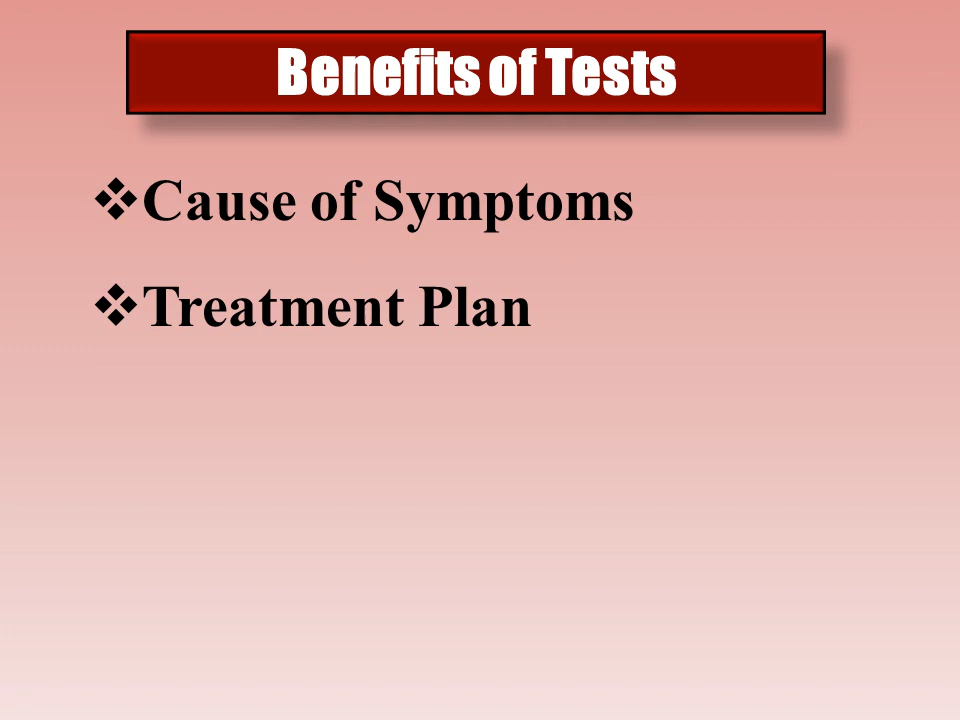 Benefits of Tests
❖Cause of Symptoms
❖Treatment Plan